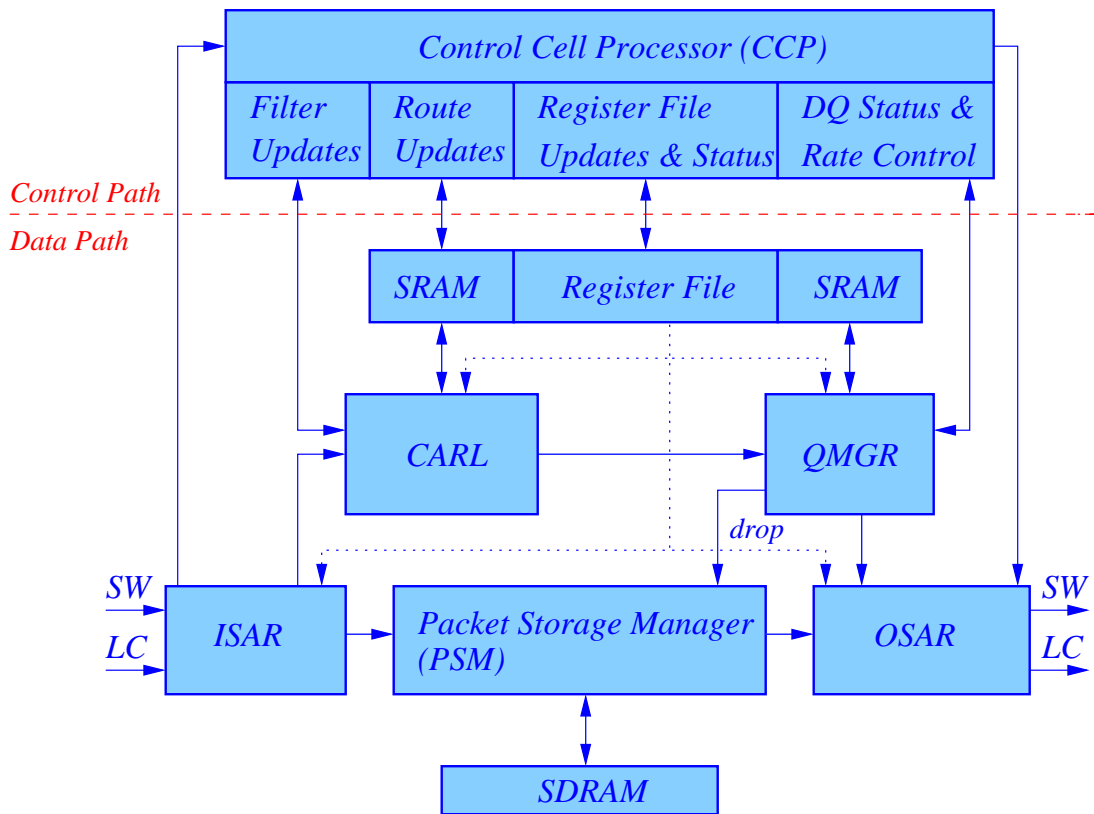 Control Cell Processor (CCP)
Filter
Updates
Route
Updates
Register File
Updates & Status
DQ Status &
Rate Control
Control Path
Data Path
SRAM
Register File
SRAM
CARL
QMGR
drop
SW
LC
ISAR
Packet Storage Manager
(PSM)
OSAR
SW
LC
SDRAM